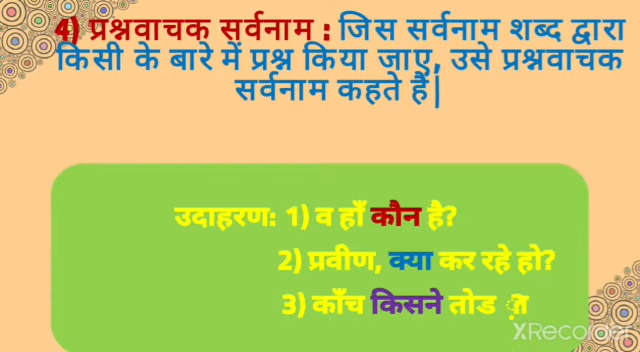 4) प्रश्नवाचक सर्वनाम : जिस सर्वनाम शब्द द्वारा
किसी के बारे में प्रश्न किया जाए, उसे प्रश्नवाचक
सर्वनाम कहते हैं|
उदाहरण: 1) व हाँ कौन है?
2) प्रवीण, क्या कर रहे हो?
3) काँच किसने तोड
XRecorder